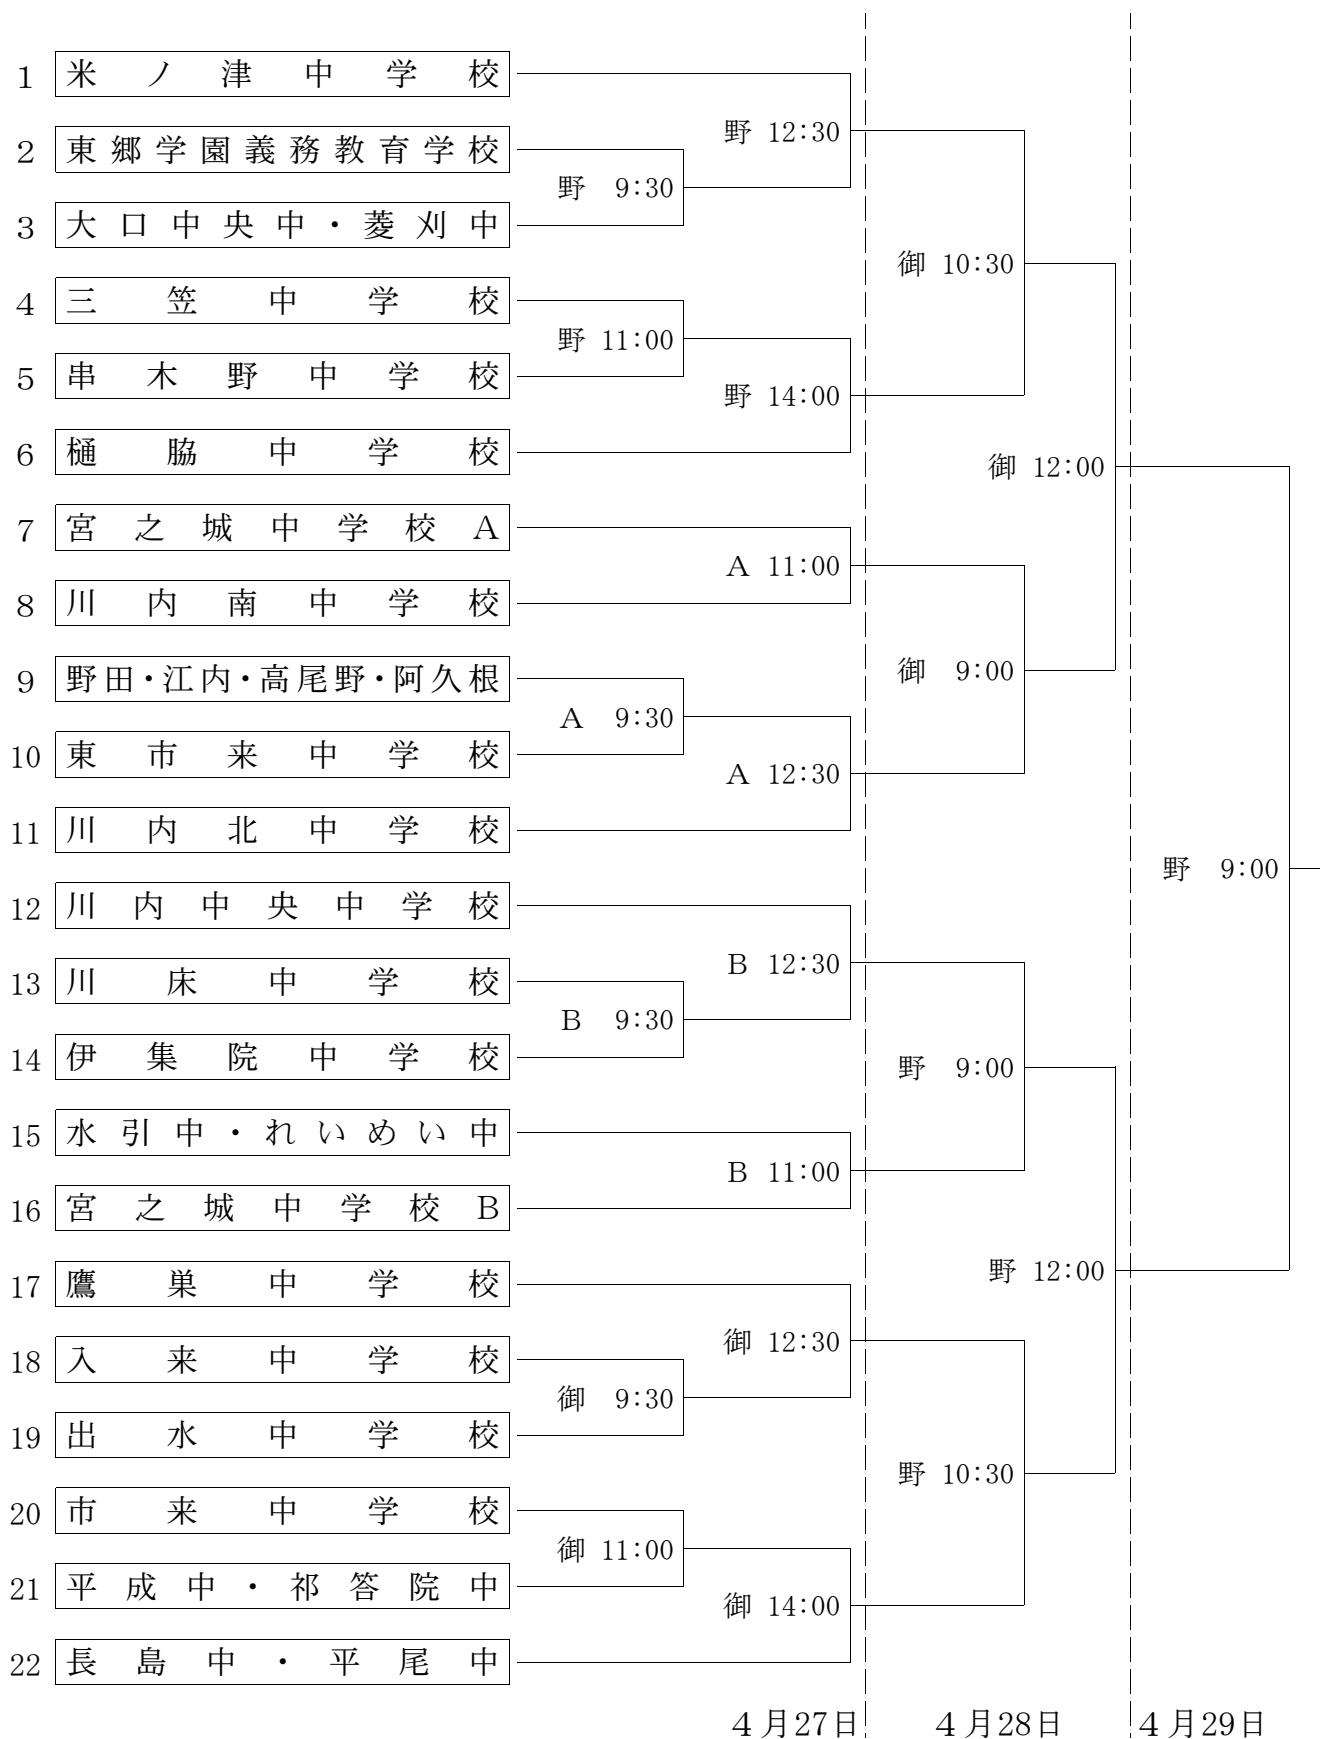 1 米ノ津中学校
野 12:30
2 東郷学園義務教育学校
野 9:30
3 大口中央中・菱刈中
御 10:30
4 三笠中学校
野 11:00
5 串木野中学校
野 14:00
6 樋脇中学校
御 12:00
7 宮之城中学校A
A 11:00
8 川内南中学校
御 9:00
9 野田・江内・高尾野・阿久根
A 9:30
10 東市来中学校
A 12:30
11 川内北中学校
野 9:00
12 川内中央中学校
B 12:30
13 川床中学校
B 9:30
14 伊集院中学校
野 9:00
15 水引中・れいめい中
B 11:00
16 宮之城中学校B
野 12:00
17 鷹巣中学校
御 12:30
18 入来中学校
御 9:30
19 出水中学校
野 10:30
20 市来中学校
御 11:00
21 平成中・祁答院中
御 14:00
22 長島中・平尾中
４月27日 ４月28日 ４月29日